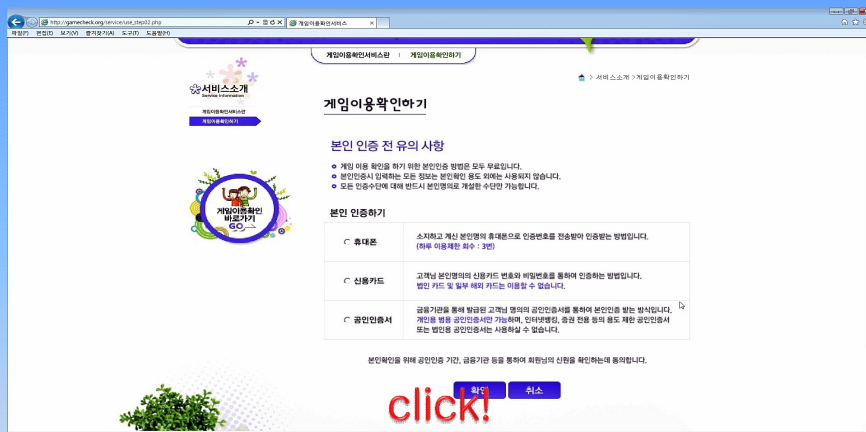 http://gamecheck.org/service/use_step02.php
게임이용확인서비스
파일(F) 편집(E) 보기(V) 즐겨찾기(A) 도구(T) 도움말(H)
게임이용확인서비스란 | 게임이용확인하기
> 서비스소개 >게임이용확인하기
서비스소개
Service Information
게임이용확인서비스란
게임이용확인하기
게임이용확인
바로가기
GO
게임이용확인하기
본인 인증 전 유의 사항
게임 이용 확인을 하기 위한 본인인증 방법은 모두 무료입니다.
본인인증시 입력하는 모든 정보는 본인확인 용도 외에는 사용되지 않습니다.
모든 인증수단에 대해 반드시 본인명의로 개설한 수단만 가능합니다.
본인 인증하기
휴대폰
소지하고 계신 본인명의 휴대폰으로 인증번호를 전송받아 인증받는 방법입니다.
(하루 이용제한 회수 : 3번)
신용카드
고객님 본인명의의 신용카드 번호와 비밀번호를 통하여 인증하는 방법입니다.
법인 카드 및 일부 해외 카드는 이용할 수 없습니다.
공인인증서
금융기관을 통해 발급된 고객님 명의의 공인인증서를 통하여 본인인증 받는 방식입니다.
개인용 범용 공인인증서만 가능하며, 인터넷뱅킹, 증권 전용 등의 용도 제한 공인인증서
또는 법인용 공인인증서는 사용하실 수 없습니다.
본인확인을 위해 공인인증 기간, 금융기관 등을 통하여 회원님의 신원을 확인하는데 동의합니다.
확인 취소
click!